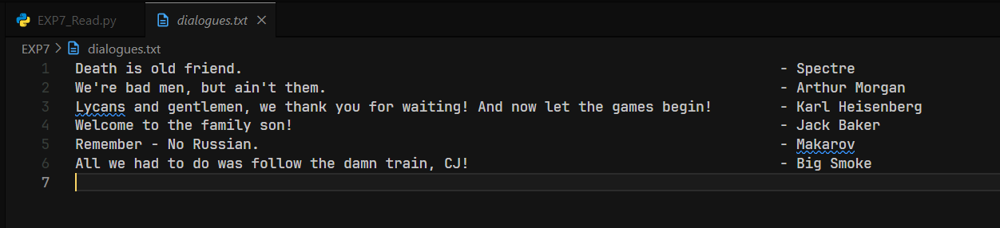 EXP7_Read.py dialogues.txt
EXP7 > dialogues.txt
1 Death is old friend. - Spectre
2 We're bad men, but ain't them. - Arthur Morgan
3 Lycans and gentlemen, we thank you for waiting! And now let the games begin! - Karl Heisenberg
4 Welcome to the family son! - Jack Baker
5 Remember - No Russian. - Makarov
6 All we had to do was follow the damn train, CJ! - Big Smoke
7